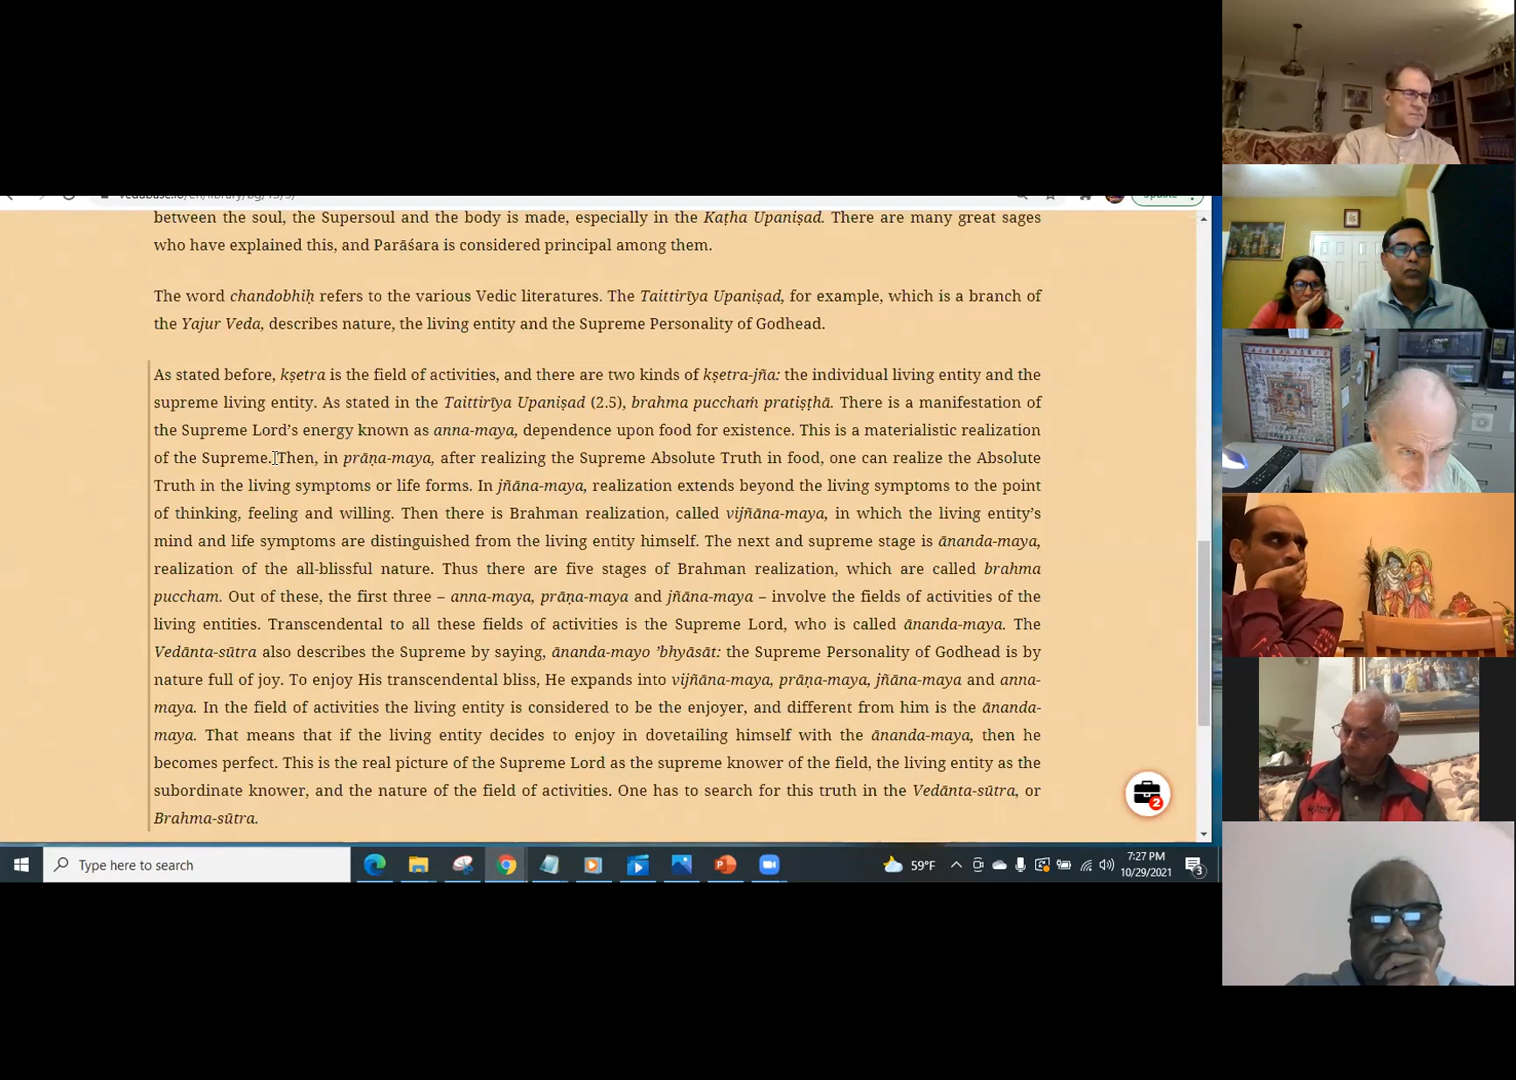 between the soul, the Supersoul and the body is made, especially in the Kaṭha Upaniṣad. There are many great sages
who have explained this, and Parāśara is considered principal among them.
The word chandobhiḥ refers to the various Vedic literatures. The Taittirīya Upaniṣad, for example, which is a branch of
the Yajur Veda, describes nature, the living entity and the Supreme Personality of Godhead.
As stated before, kṣetra is the field of activities, and there are two kinds of kṣetra-jña: the individual living entity and the
supreme living entity. As stated in the Taittirīya Upaniṣad (2.5), brahma pucchaṁ pratiṣṭhā. There is a manifestation of
the Supreme Lord’s energy known as anna-maya, dependence upon food for existence. This is a materialistic realization
of the Supreme. Then, in prāṇa-maya, after realizing the Supreme Absolute Truth in food, one can realize the Absolute
Truth in the living symptoms or life forms. In jñāna-maya, realization extends beyond the living symptoms to the point
of thinking, feeling and willing. Then there is Brahman realization, called vijñāna-maya, in which the living entity’s
mind and life symptoms are distinguished from the living entity himself. The next and supreme stage is ānanda-maya,
realization of the all-blissful nature. Thus there are five stages of Brahman realization, which are called brahma
puccham. Out of these, the first three – anna-maya, prāṇa-maya and jñāna-maya – involve the fields of activities of the
living entities. Transcendental to all these fields of activities is the Supreme Lord, who is called ānanda-maya. The
Vedānta-sūtra also describes the Supreme by saying, ānanda-mayo ’bhyāsāt: the Supreme Personality of Godhead is by
nature full of joy. To enjoy His transcendental bliss, He expands into vijñāna-maya, prāṇa-maya, jñāna-maya and anna-
maya. In the field of activities the living entity is considered to be the enjoyer, and different from him is the ānanda-
maya. That means that if the living entity decides to enjoy in dovetailing himself with the ānanda-maya, then he
becomes perfect. This is the real picture of the Supreme Lord as the supreme knower of the field, the living entity as the
subordinate knower, and the nature of the field of activities. One has to search for this truth in the Vedānta-sūtra, or
Brahma-sūtra.
2
Type here to search
59°F
7:27 PM
10/29/2021
3